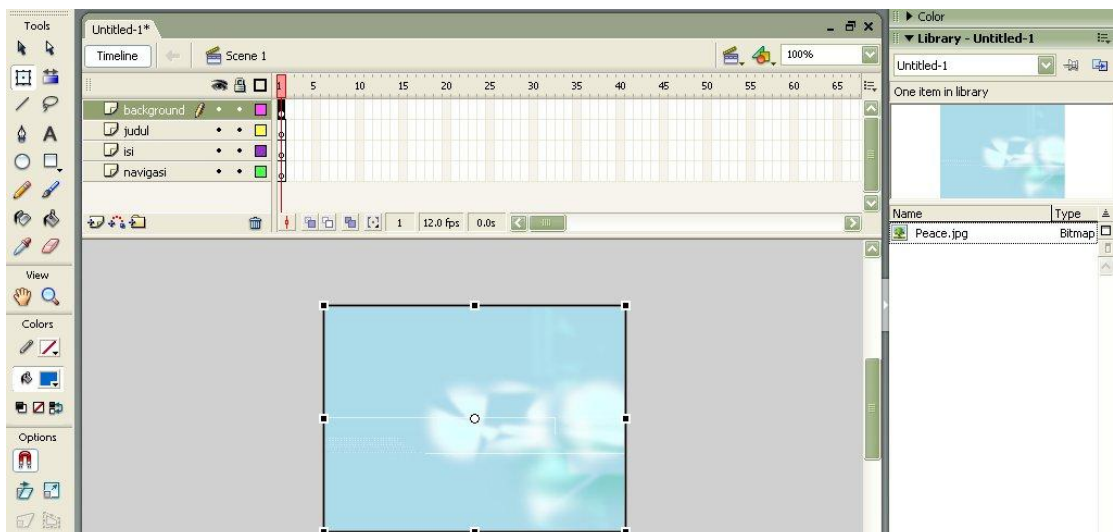 Tools
View
Colors
Options
Untitled-1*
Timeline
Scene 1
100%
1 5 10 15 20 25 30 35 40 45 50 55 60 65
background
judul
isi
navigasi
1 12.0 fps 0.0s
Color
Library - Untitled-1
Untitled-1
One item in library
Name Type
Peace.jpg Bitmap